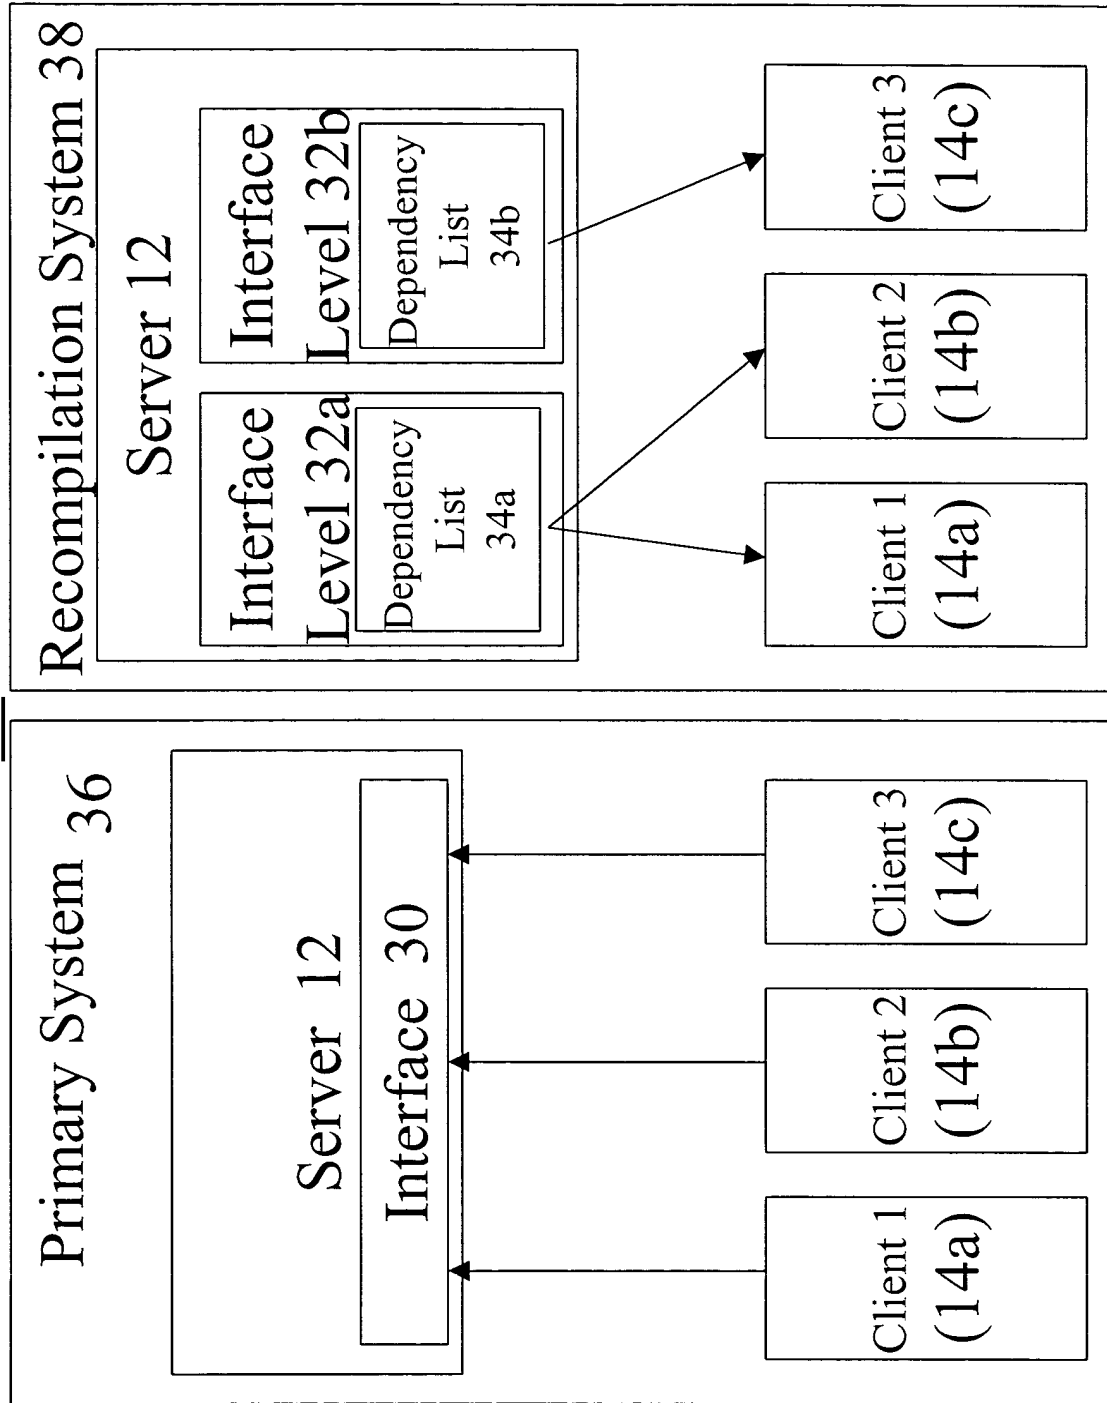 Primary System 36
Server 12
Interface 30
Client 1
(14a)
Client 2
(14b)
Client 3
(14c)
Recompilation System 38
Server 12
Interface
Level 32a
Dependency
List
34a
Interface
Level 32b
Dependency
List
34b
Client 1
(14a)
Client 2
(14b)
Client 3
(14c)